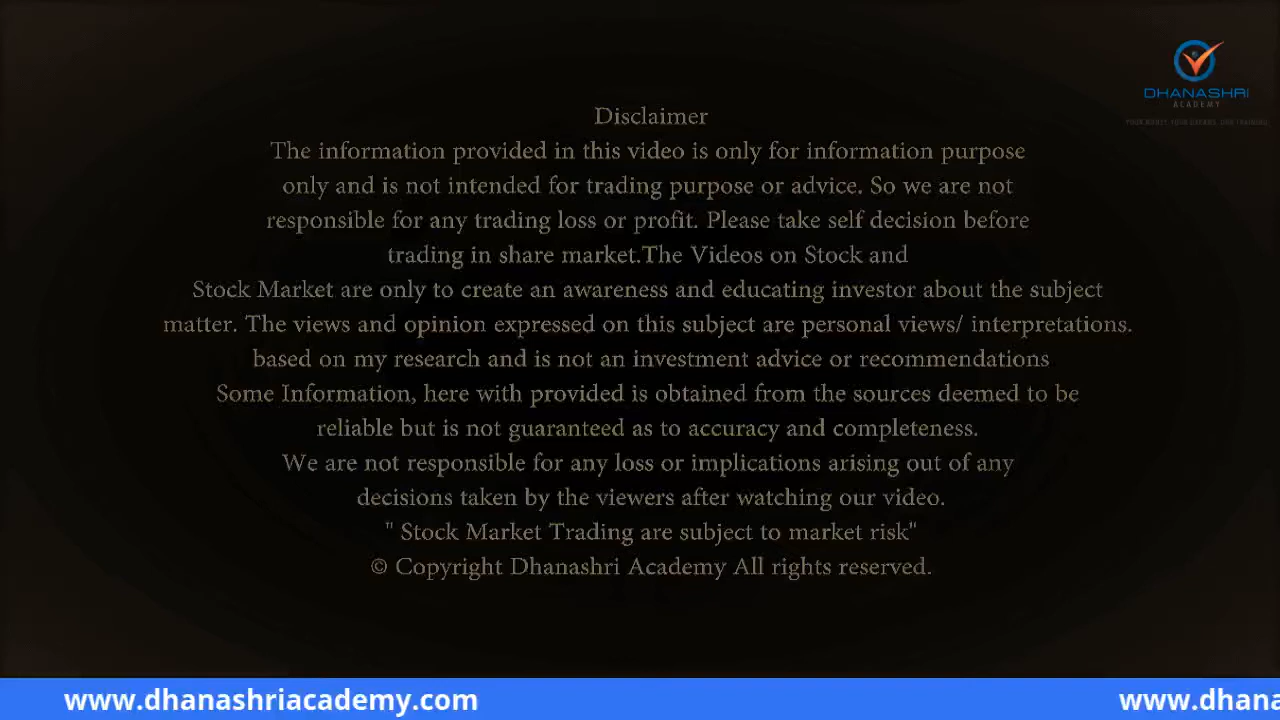 DHANASHRI
ACADEMY
Disclaimer
The information provided in this video is only for information purpose
only and is not intended for trading purpose or advice. So we are not
responsible for any trading loss or profit. Please take self decision before
trading in share market.The Videos on Stock and
Stock Market are only to create an awareness and educating investor about the subject
matter. The views and opinion expressed on this subject are personal views/ interpretations.
based on my research and is not an investment advice or recommendations
Some Information, here with provided is obtained from the sources deemed to be
reliable but is not guaranteed as to accuracy and completeness.
We are not responsible for any loss or implications arising out of any
decisions taken by the viewers after watching our video.
" Stock Market Trading are subject to market risk"
© Copyright Dhanashri Academy All rights reserved.
www.dhanashriacademy.com www.dhana